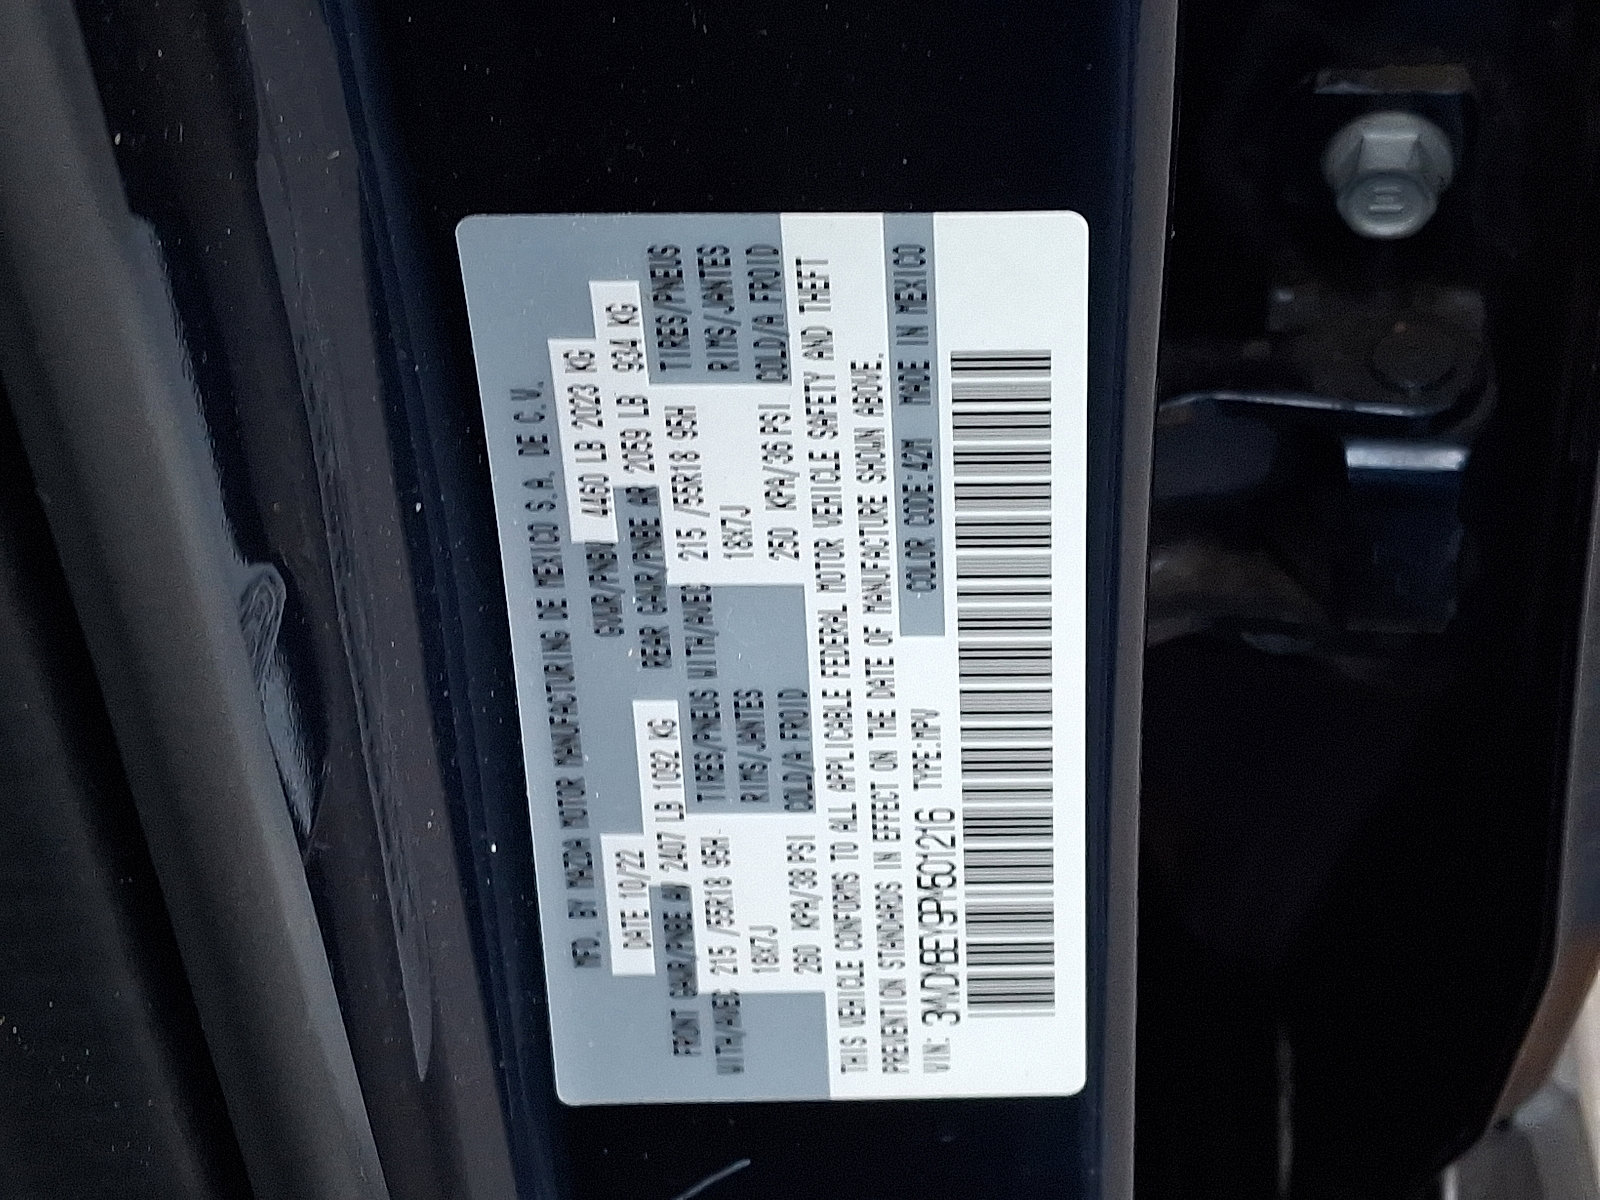 MFD. BY MAZDA MOTOR MANUFACTURING DE MEXICO S.A. DE C.V.
DATE 10/22 GVWR/PNBV 4460 LB 2023 KG
FRONT GAWR/PNBE AV 2407 LB 1092 KG REAR GAWR/PNBE AR 2059 LB 934 KG
WITH/AVEC 215 /55R18 95H TIRES/PNEUS WITH/AVEC 215 /55R18 95H TIRES/PNEUS
18X7J RIMS/JANTES 18X7J RIMS/JANTES
260 KPA/38 PSI COLD/A FROID 250 KPA/36 PSI COLD/A FROID
THIS VEHICLE CONFORMS TO ALL APPLICABLE FEDERAL MOTOR VEHICLE SAFETY AND THEFT
PREVENTION STANDARDS IN EFFECT ON THE DATE OF MANUFACTURE SHOWN ABOVE.
VIN: 3MVDMBEY9PM501216 TYPE:MPV COLOR CODE:42M MADE IN MEXICO